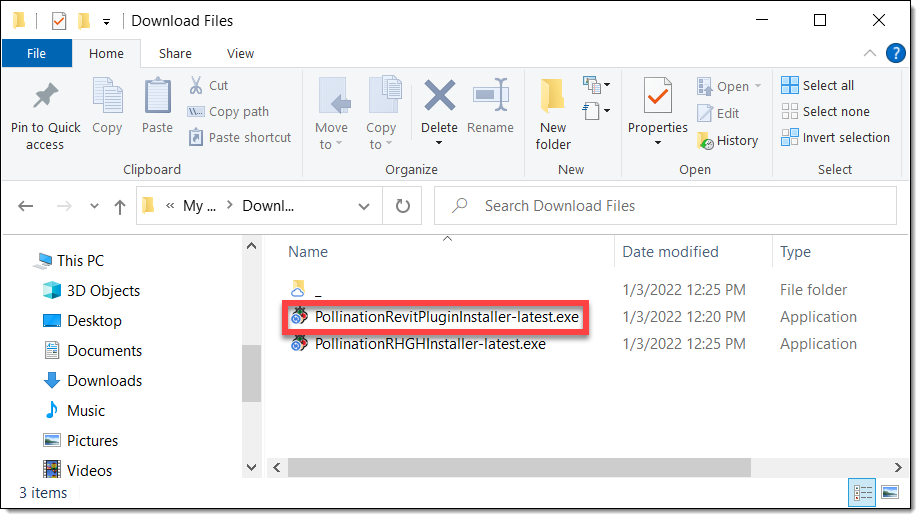 Download Files
File Home Share View
Pin to Quick access
Copy
Paste
Cut
Copy path
Paste shortcut
Clipboard
Move to
Copy to
Delete
Rename
Organize
New folder
New
Properties
Open
Edit
History
Open
Select all
Select none
Invert selection
Select
« My ... > Downl...
Search Download Files
Name Date modified Type
_ 1/3/2022 12:25 PM File folder
PollinationRevitPluginInstaller-latest.exe 1/3/2022 12:20 PM Application
PollinationRHGHInstaller-latest.exe 1/3/2022 12:25 PM Application
This PC
3D Objects
Desktop
Documents
Downloads
Music
Pictures
Videos
3 items